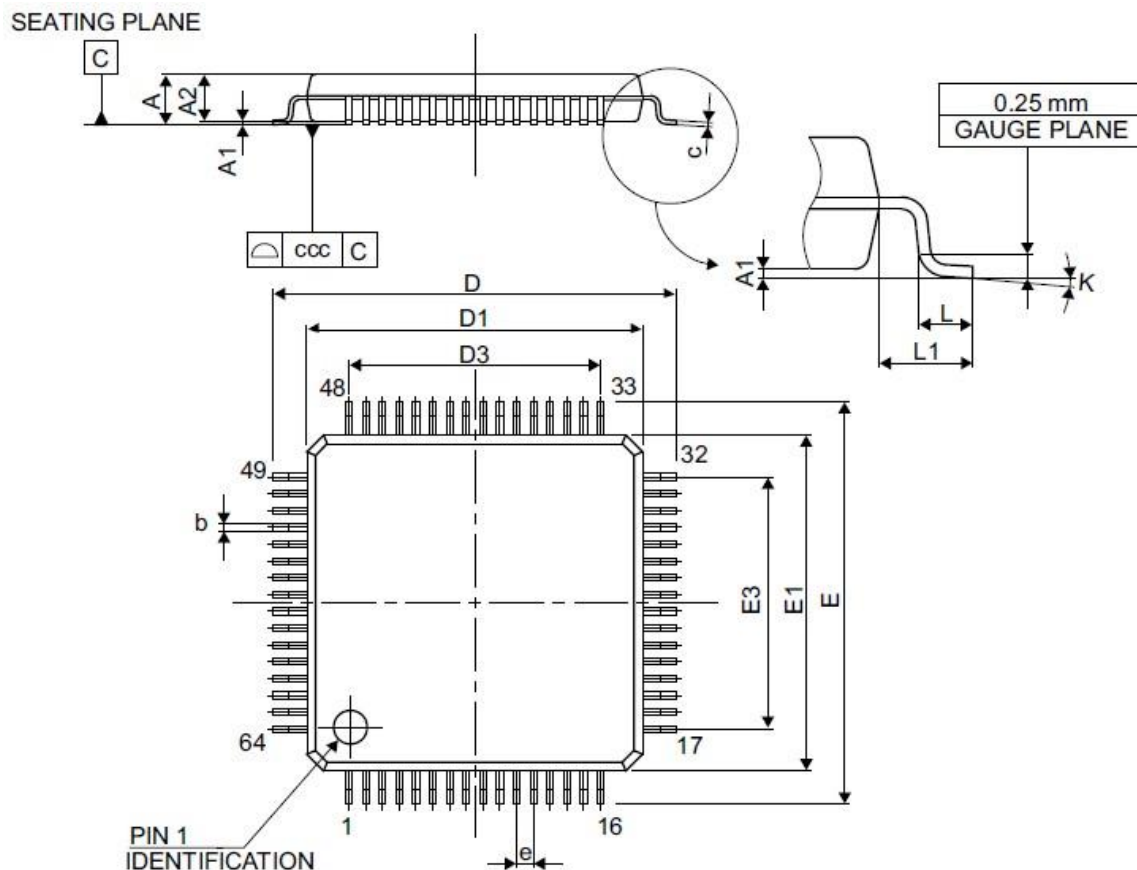 SEATING PLANE
C
A
A2
A1
c
ccc C
0.25 mm
GAUGE PLANE
A1
K
L
L1
D
D1
D3
48
33
49
32
b
E3
E1
E
64
17
1
16
PIN 1
IDENTIFICATION
e